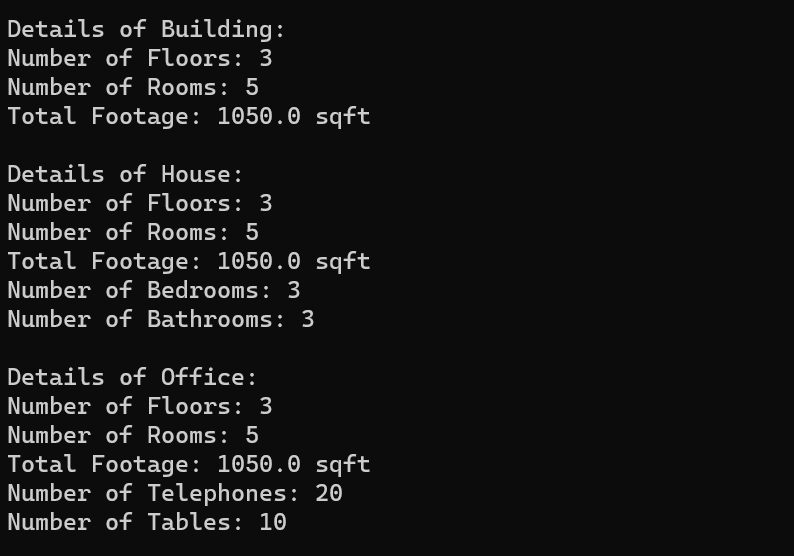 Details of Building:
Number of Floors: 3
Number of Rooms: 5
Total Footage: 1050.0 sqft
Details of House:
Number of Floors: 3
Number of Rooms: 5
Total Footage: 1050.0 sqft
Number of Bedrooms: 3
Number of Bathrooms: 3
Details of Office:
Number of Floors: 3
Number of Rooms: 5
Total Footage: 1050.0 sqft
Number of Telephones: 20
Number of Tables: 10